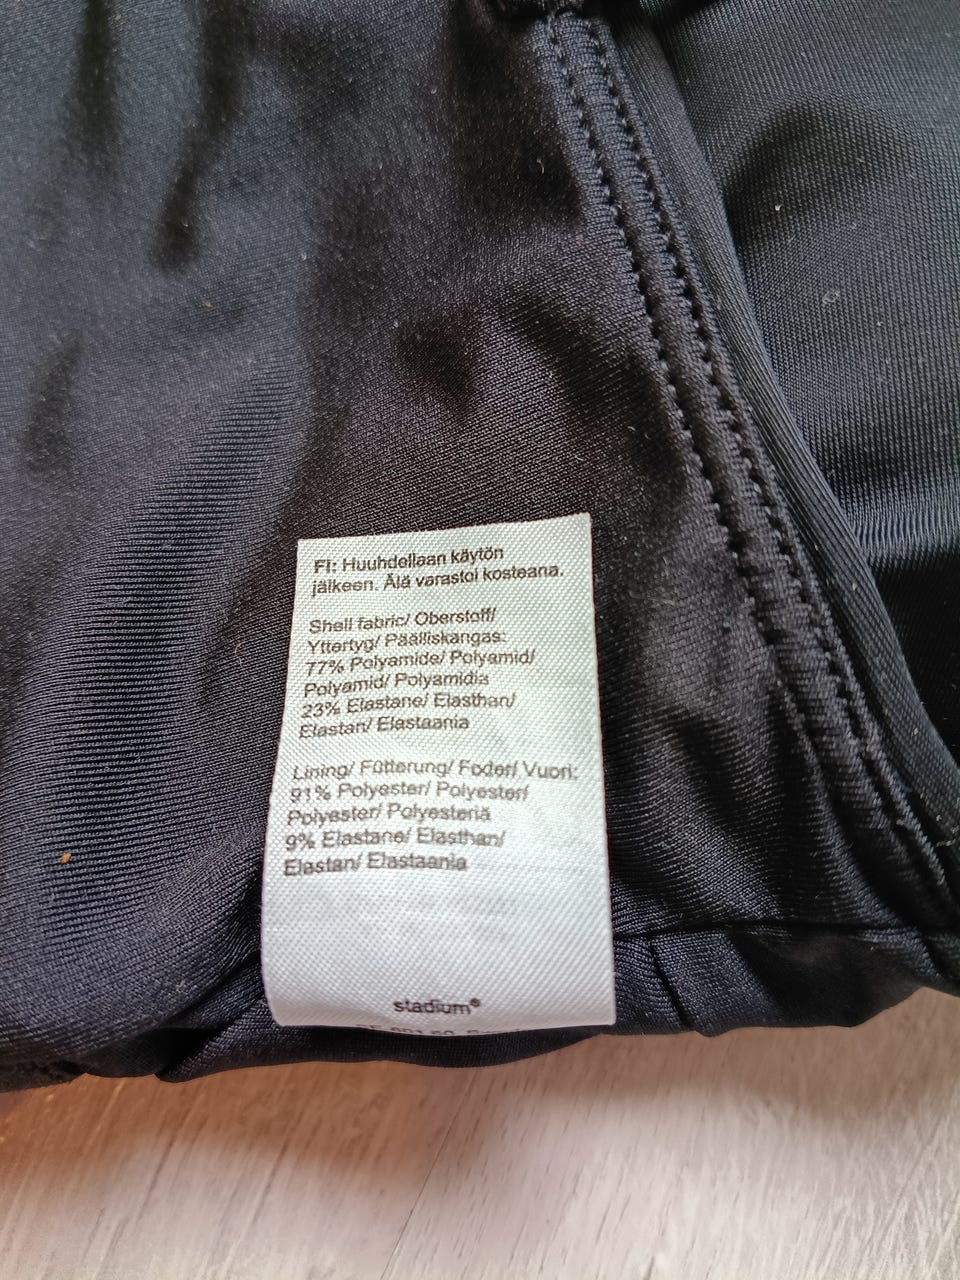 FI: Huuhdellaan käytön
jälkeen. Älä varastoi kosteana.
Shell fabric/ Oberstoff/
Yttertyg/ Päälliskangas:
77% Polyamide/ Polyamid/
Polyamid/ Polyamidia
23% Elastane/ Elasthan/
Elastan/ Elastaania
Lining/ Fütterung/ Foder/ Vuori:
91% Polyester/ Polyester/
Polyester/ Polyesteriä
9% Elastane/ Elasthan/
Elastan/ Elastaania
stadium®